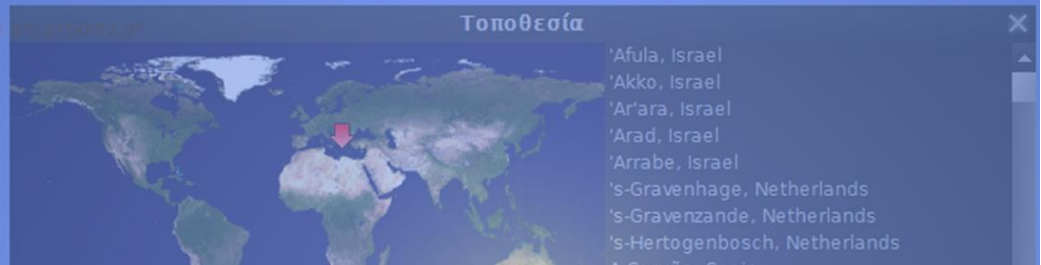 Τοποθεσία
'Afula, Israel
'Akko, Israel
'Ar'ara, Israel
'Arad, Israel
'Arrabe, Israel
's-Gravenhage, Netherlands
's-Gravenzande, Netherlands
's-Hertogenbosch, Netherlands